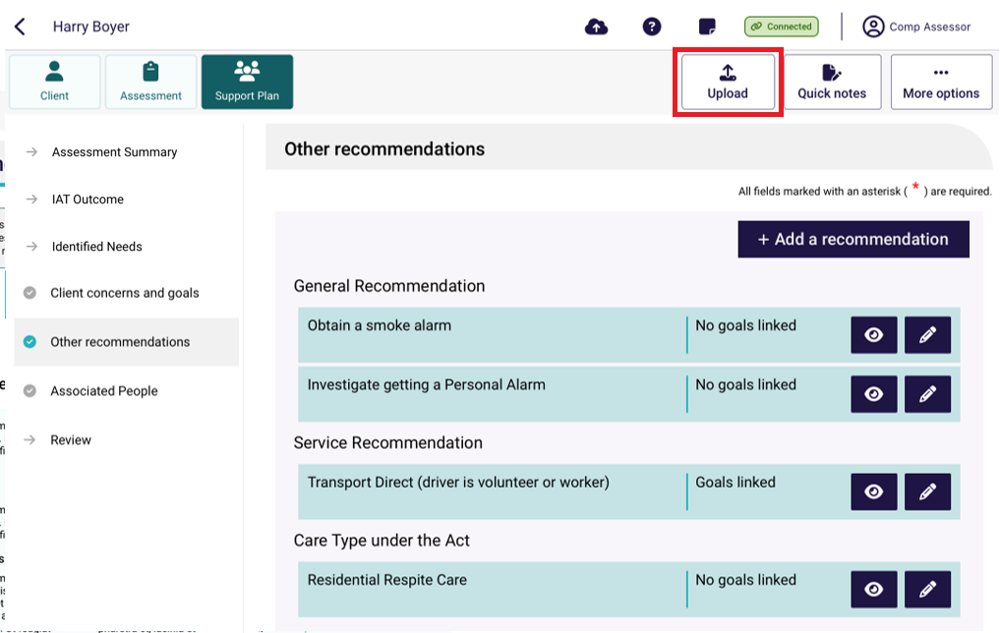 Harry Boyer
Connected
Comp Assessor
Client
Assessment
Support Plan
Upload
Quick notes
More options
Assessment Summary
IAT Outcome
Identified Needs
Client concerns and goals
Other recommendations
Associated People
Review
Other recommendations
All fields marked with an asterisk ( * ) are required.
+ Add a recommendation
General Recommendation
Obtain a smoke alarm
No goals linked
Investigate getting a Personal Alarm
No goals linked
Service Recommendation
Transport Direct (driver is volunteer or worker)
Goals linked
Care Type under the Act
Residential Respite Care
No goals linked